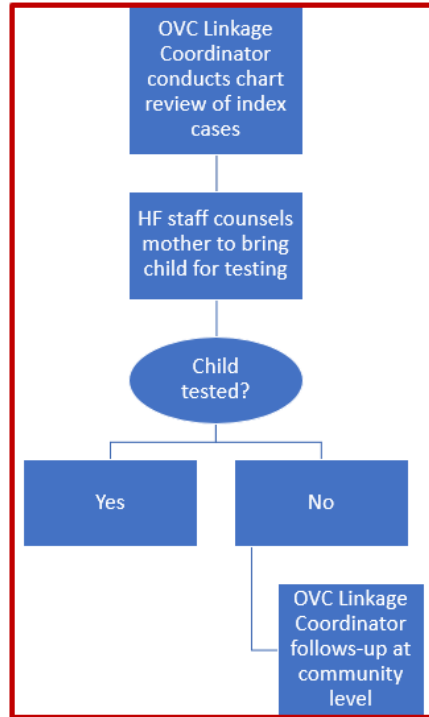 OVC Linkage
Coordinator
conducts chart
review of index
cases
HF staff counsels
mother to bring
child for testing
Child
tested?
Yes
No
OVC Linkage
Coordinator
follows-up at
community
level